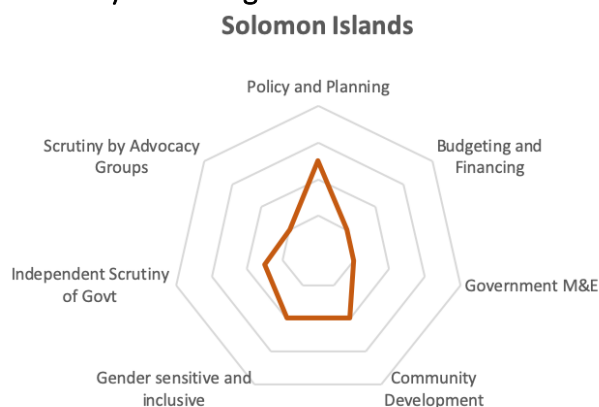 Solomon Islands
Policy and Planning
Scrutiny by Advocacy
Groups
Budgeting and
Financing
Independent Scrutiny
of Govt
Government M&E
Gender sensitive and
inclusive
Community
Development